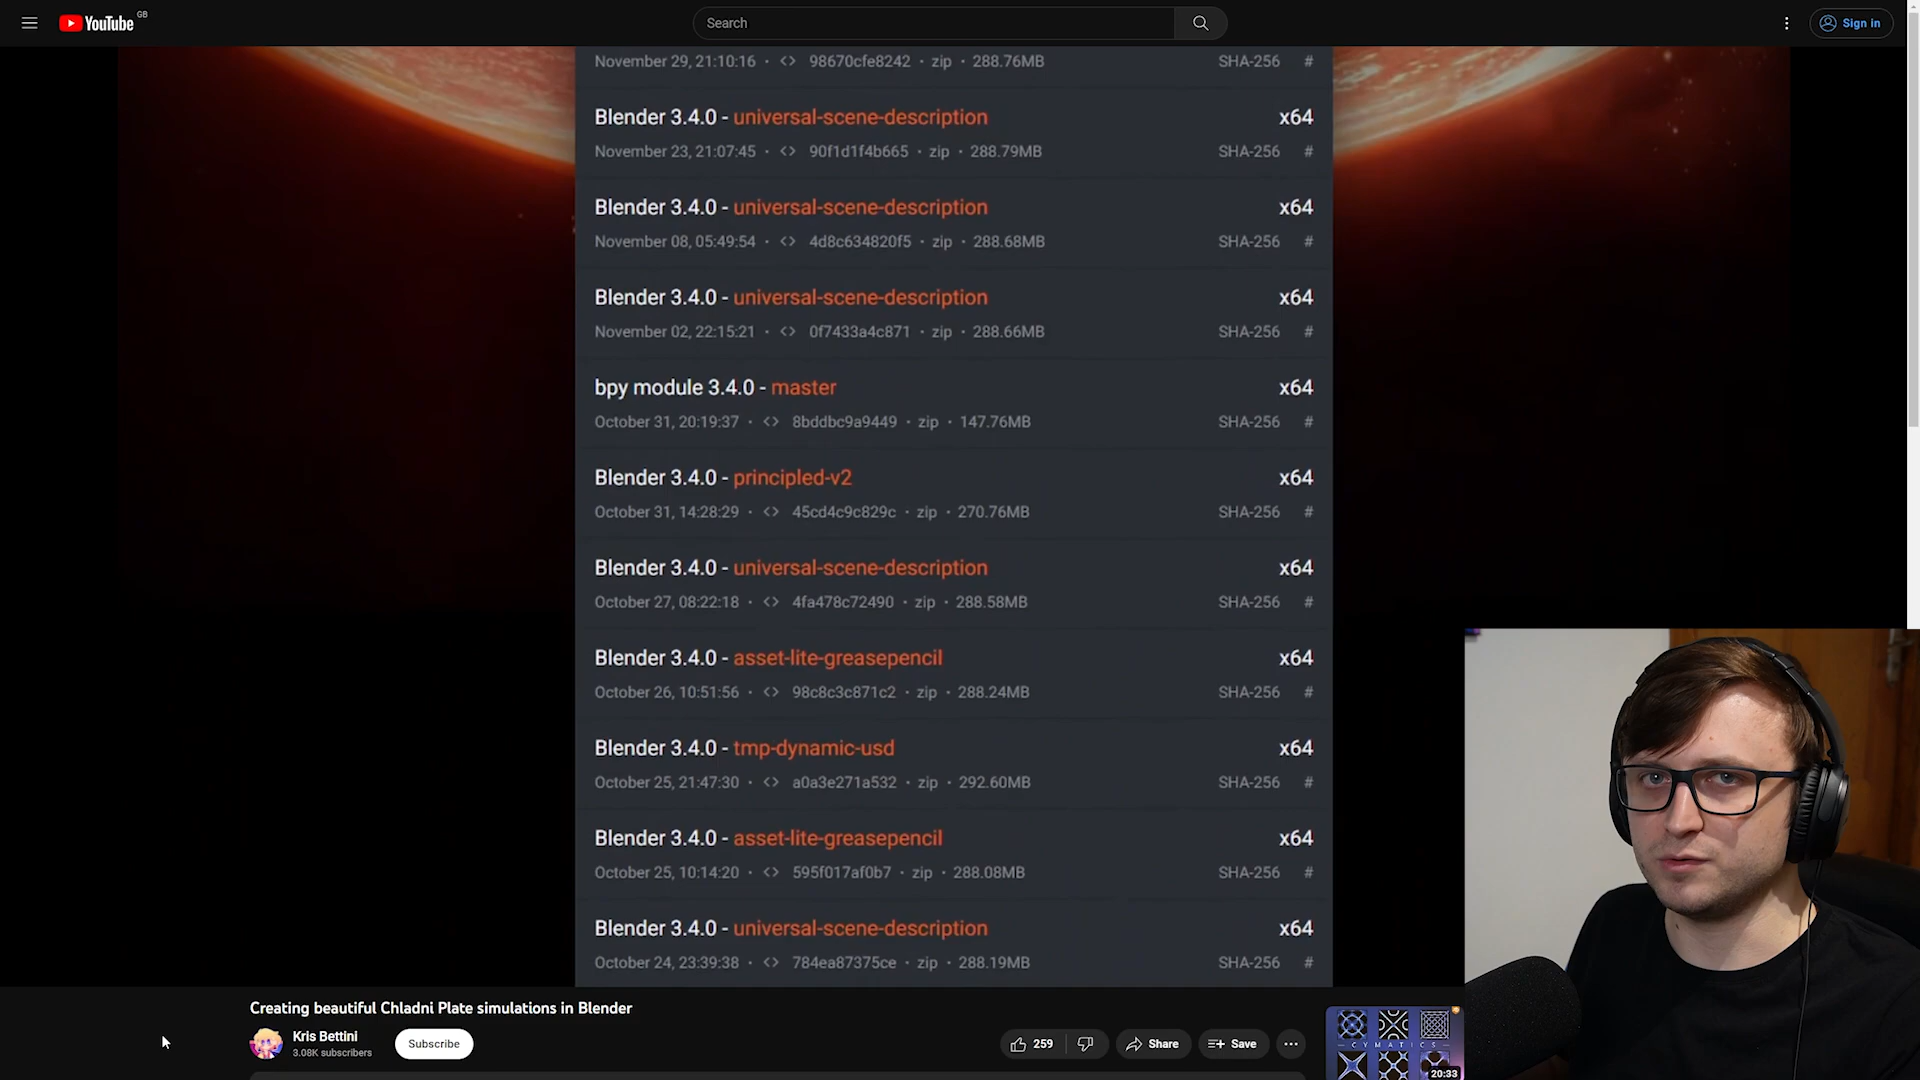 YouTube GB
Search
Sign in
November 29, 21:10:16 · <> 98670cfe8242 · zip · 288.76MB SHA-256 #
Blender 3.4.0 - universal-scene-description x64
November 23, 21:07:45 · <> 90f1d1f4b665 · zip · 288.79MB SHA-256 #
Blender 3.4.0 - universal-scene-description x64
November 08, 05:49:54 · <> 4d8c634820f5 · zip · 288.68MB SHA-256 #
Blender 3.4.0 - universal-scene-description x64
November 02, 22:15:21 · <> 0f7433a4c871 · zip · 288.66MB SHA-256 #
bpy module 3.4.0 - master x64
October 31, 20:19:37 · <> 8bddbc9a9449 · zip · 147.76MB SHA-256 #
Blender 3.4.0 - principled-v2 x64
October 31, 14:28:29 · <> 45cd4c9c829c · zip · 270.76MB SHA-256 #
Blender 3.4.0 - universal-scene-description x64
October 27, 08:22:18 · <> 4fa478c72490 · zip · 288.58MB SHA-256 #
Blender 3.4.0 - asset-lite-greasepencil x64
October 26, 10:51:56 · <> 98c8c3c871c2 · zip · 288.24MB SHA-256 #
Blender 3.4.0 - tmp-dynamic-usd x64
October 25, 21:47:30 · <> a0a3e271a532 · zip · 292.60MB SHA-256 #
Blender 3.4.0 - asset-lite-greasepencil x64
October 25, 10:14:20 · <> 595f017af0b7 · zip · 288.08MB SHA-256 #
Blender 3.4.0 - universal-scene-description x64
October 24, 23:39:38 · <> 784ea87375ce · zip · 288.19MB SHA-256 #
Creating beautiful Chladni Plate simulations in Blender
Kris Bettini
3.08K subscribers
Subscribe
259
Share
Save
CYMATICS
20:33